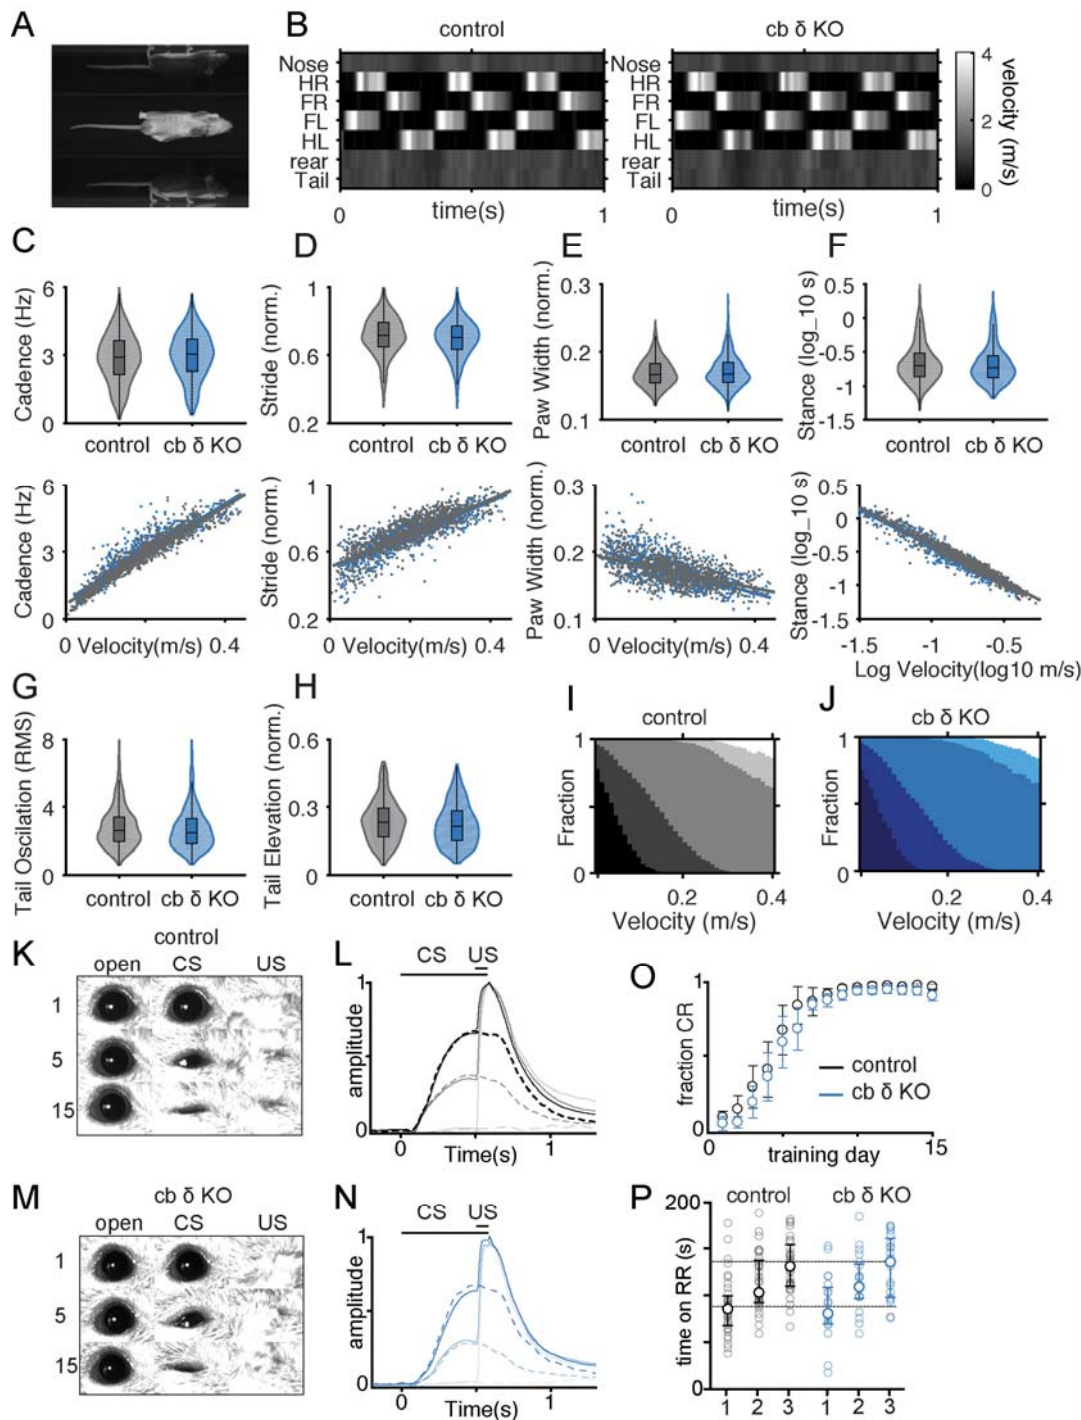 A
B
control
cb δ KO
Nose
HR
FR
FL
HL
rear
Tail
0
time(s)
1
0
time(s)
1
4
2
0
velocity (m/s)
C
D
E
F
Cadence (Hz)
6
3
0
control
cb δ KO
Stride (norm.)
1
0.6
0.2
control
cb δ KO
Paw Width (norm.)
0.3
0.2
0.1
control
cb δ KO
Stance (log_10 s)
0.5
0
-0.5
-1
-1.5
control
cb δ KO
Cadence (Hz)
6
3
0
0 Velocity(m/s) 0.4
Stride (norm.)
1
0.6
0.2
0 Velocity(m/s) 0.4
Paw Width (norm.)
0.3
0.2
0.1
0 Velocity(m/s) 0.4
Stance (log_10 s)
0.5
0
-0.5
-1
-1.5
-1.5 -1 -0.5
Log Velocity(log10 m/s)
G
H
I
J
Tail Oscilation (RMS)
8
4
0
control
cb δ KO
Tail Elevation (norm.)
0.6
0.3
0
control
cb δ KO
control
Fraction
1
0
0.2
0.4
Velocity (m/s)
cb δ KO
Fraction
1
0
0.2
0.4
Velocity (m/s)
K
control
open CS US
1
5
15
L
CS US
amplitude
1
0
0
1
Time(s)
O
fraction CR
1
0
0
15
training day
control
cb δ KO
M
cb δ KO
open CS US
1
5
15
N
CS US
amplitude
1
0
0
1
Time(s)
P
control cb δ KO
time on RR (s)
200
0
1 2 3 1 2 3